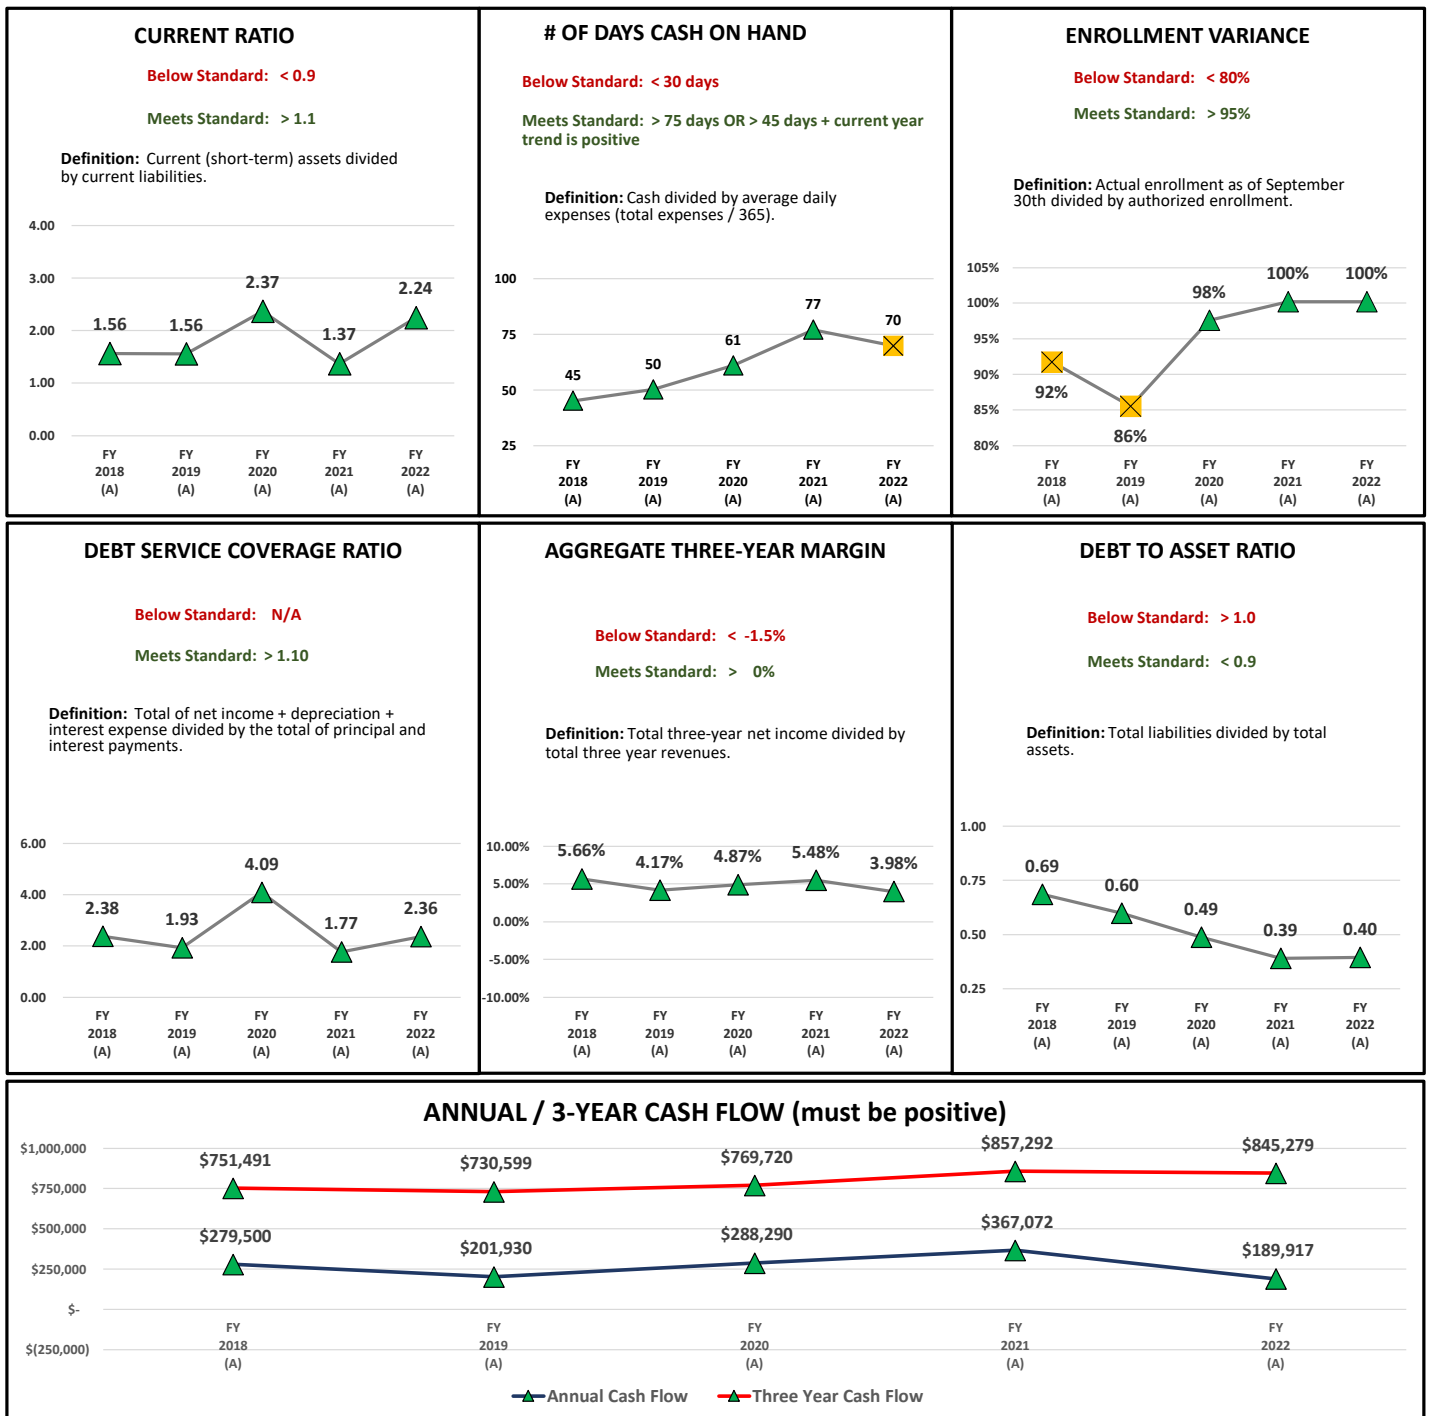 CURRENT RATIO
Below Standard: < 0.9
Meets Standard: > 1.1
Definition: Current (short-term) assets divided
by current liabilities.
4.00
3.00
2.00
1.00
0.00
1.56
1.56
2.37
1.37
2.24
FY
2018
(A)
FY
2019
(A)
FY
2020
(A)
FY
2021
(A)
FY
2022
(A)
# OF DAYS CASH ON HAND
Below Standard: < 30 days
Meets Standard: > 75 days OR > 45 days + current year
trend is positive
Definition: Cash divided by average daily
expenses (total expenses / 365).
100
75
50
25
45
50
61
77
70
FY
2018
(A)
FY
2019
(A)
FY
2020
(A)
FY
2021
(A)
FY
2022
(A)
ENROLLMENT VARIANCE
Below Standard: < 80%
Meets Standard: > 95%
Definition: Actual enrollment as of September
30th divided by authorized enrollment.
105%
100%
95%
90%
85%
80%
92%
86%
98%
100%
100%
FY
2018
(A)
FY
2019
(A)
FY
2020
(A)
FY
2021
(A)
FY
2022
(A)
DEBT SERVICE COVERAGE RATIO
Below Standard: N/A
Meets Standard: > 1.10
Definition: Total of net income + depreciation +
interest expense divided by the total of principal and
interest payments.
6.00
4.00
2.00
0.00
2.38
1.93
4.09
1.77
2.36
FY
2018
(A)
FY
2019
(A)
FY
2020
(A)
FY
2021
(A)
FY
2022
(A)
AGGREGATE THREE-YEAR MARGIN
Below Standard: < -1.5%
Meets Standard: > 0%
Definition: Total three-year net income divided by
total three year revenues.
10.00%
5.00%
0.00%
-5.00%
-10.00%
5.66%
4.17%
4.87%
5.48%
3.98%
FY
2018
(A)
FY
2019
(A)
FY
2020
(A)
FY
2021
(A)
FY
2022
(A)
DEBT TO ASSET RATIO
Below Standard: > 1.0
Meets Standard: < 0.9
Definition: Total liabilities divided by total
assets.
1.00
0.75
0.50
0.25
0.69
0.60
0.49
0.39
0.40
FY
2018
(A)
FY
2019
(A)
FY
2020
(A)
FY
2021
(A)
FY
2022
(A)
ANNUAL / 3-YEAR CASH FLOW (must be positive)
$1,000,000
$750,000
$500,000
$250,000
$-
$(250,000)
$751,491
$730,599
$769,720
$857,292
$845,279
$279,500
$201,930
$288,290
$367,072
$189,917
FY
2018
(A)
FY
2019
(A)
FY
2020
(A)
FY
2021
(A)
FY
2022
(A)
Annual Cash Flow
Three Year Cash Flow